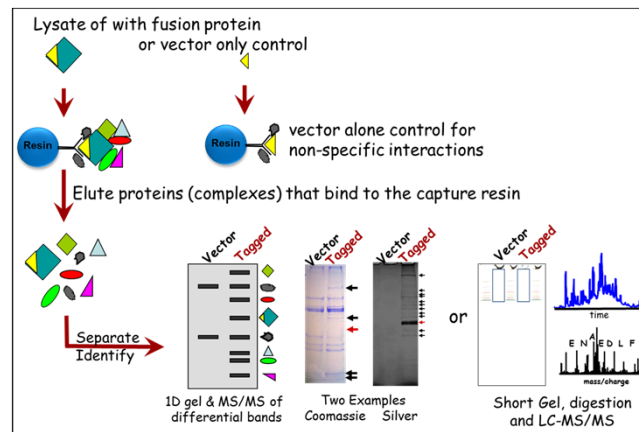 Lysate of with fusion protein
or vector only control
Resin
Resin
vector alone control for
non-specific interactions
Elute proteins (complexes) that bind to the capture resin
Vector
Tagged
Vector
Tagged
Vector
Tagged
Vector
Tagged
Separate
Identify
or
time
E N A E D L F
mass/charge
1D gel & MS/MS of
differential bands
Two Examples
Coomassie Silver
Short Gel, digestion
and LC-MS/MS